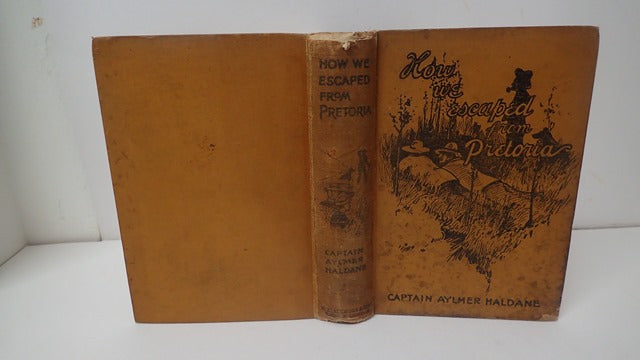 HOW WE
ESCAPED
FROM
PRETORIA
CAPTAIN
AYLMER
HALDANE
How
we
escaped
from
Pretoria
CAPTAIN AYLMER HALDANE